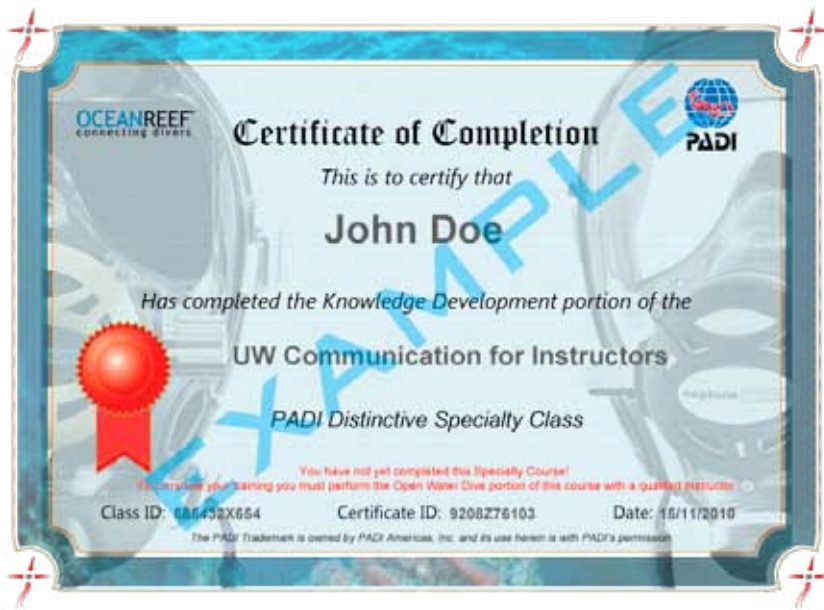 OCEANREEF
connecting divers
Certificate of Completion
PADI
This is to certify that
John Doe
Has completed the Knowledge Development portion of the
UW Communication for Instructors
PADI Distinctive Specialty Class
EXAMPLE
You have not yet completed this Specialty Course!
your training you must perform the Open Water Dive portion of this course with a qualified instructor
Class ID: Certificate ID: 9208Z76103 Date: 15/11/2010
The PADI Trademark is owned by PADI Americas, Inc. and its use herein is with PADI's permission